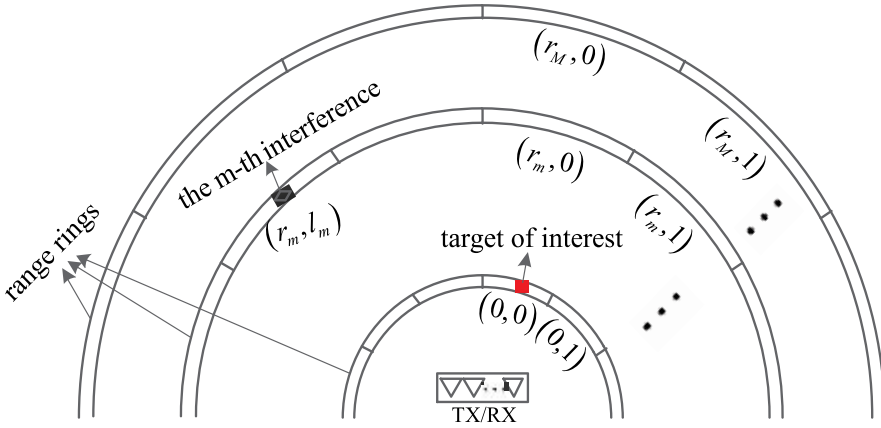 (r_M, 0)
(r_M, 1)
the m-th interference
(r_m, 0)
(r_m, l_m)
(r_m, 1)
range rings
target of interest
(0,0)(0,1)
TX/RX